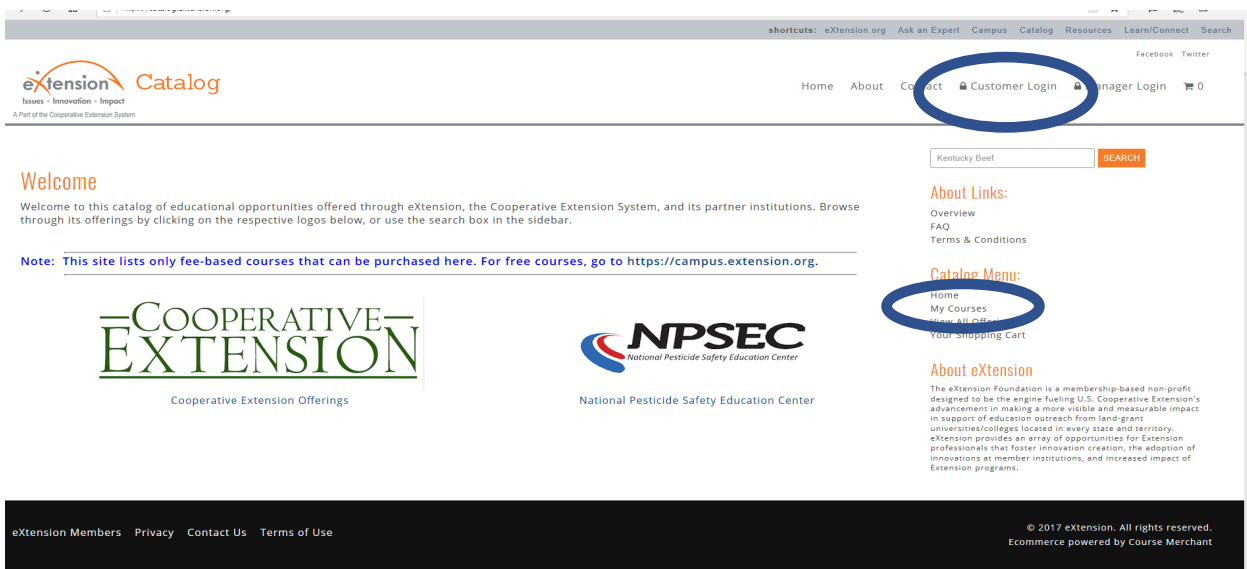 shortcuts: eXtension.org Ask an Expert Campus Catalog Resources Learn/Connect Search
Facebook Twitter
eXtension Catalog
Issues - Innovation - Impact
A Part of the Cooperative Extension System
Home About Contact Customer Login Manager Login 0
Kentucky Beef SEARCH
Welcome
Welcome to this catalog of educational opportunities offered through eXtension, the Cooperative Extension System, and its partner institutions. Browse
through its offerings by clicking on the respective logos below, or use the search box in the sidebar.
Note: This site lists only fee-based courses that can be purchased here. For free courses, go to https://campus.extension.org.
COOPERATIVE
EXTENSION
Cooperative Extension Offerings
NPSEC
National Pesticide Safety Education Center
National Pesticide Safety Education Center
About Links:
Overview
FAQ
Terms & Conditions
Catalog Menu:
Home
My Courses
View All Offerings
Your Shopping Cart
About eXtension
The eXtension Foundation is a membership-based non-profit
designed to be the engine fueling U.S. Cooperative Extension's
advancement in making a more visible and measurable impact
in support of education outreach from land-grant
universities/colleges located in every state and territory.
eXtension provides an array of opportunities for Extension
professionals that foster innovation creation, the adoption of
innovations at member institutions, and increased impact of
Extension programs.
eXtension Members Privacy Contact Us Terms of Use
© 2017 eXtension. All rights reserved.
Ecommerce powered by Course Merchant